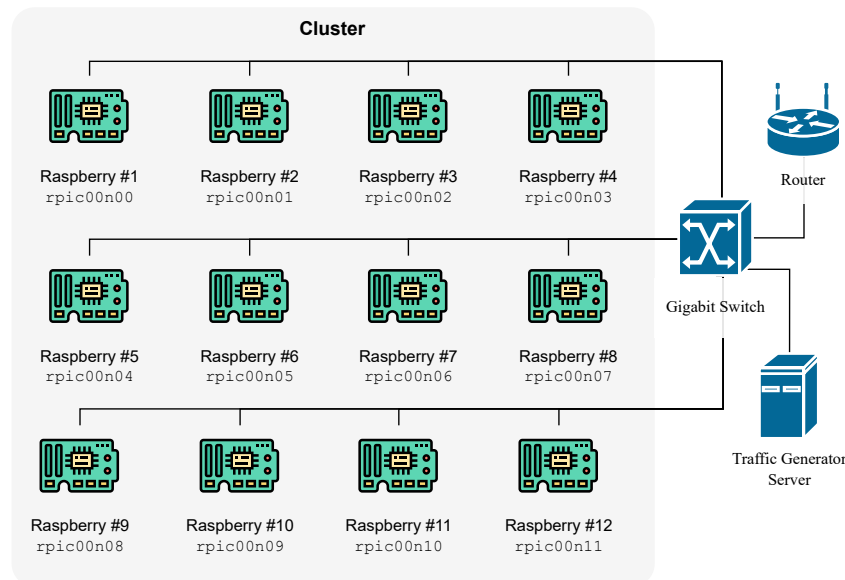 Cluster
Raspberry #1
rpic00n00
Raspberry #2
rpic00n01
Raspberry #3
rpic00n02
Raspberry #4
rpic00n03
Router
Raspberry #5
rpic00n04
Raspberry #6
rpic00n05
Raspberry #7
rpic00n06
Raspberry #8
rpic00n07
Gigabit Switch
Raspberry #9
rpic00n08
Raspberry #10
rpic00n09
Raspberry #11
rpic00n10
Raspberry #12
rpic00n11
Traffic Generator
Server